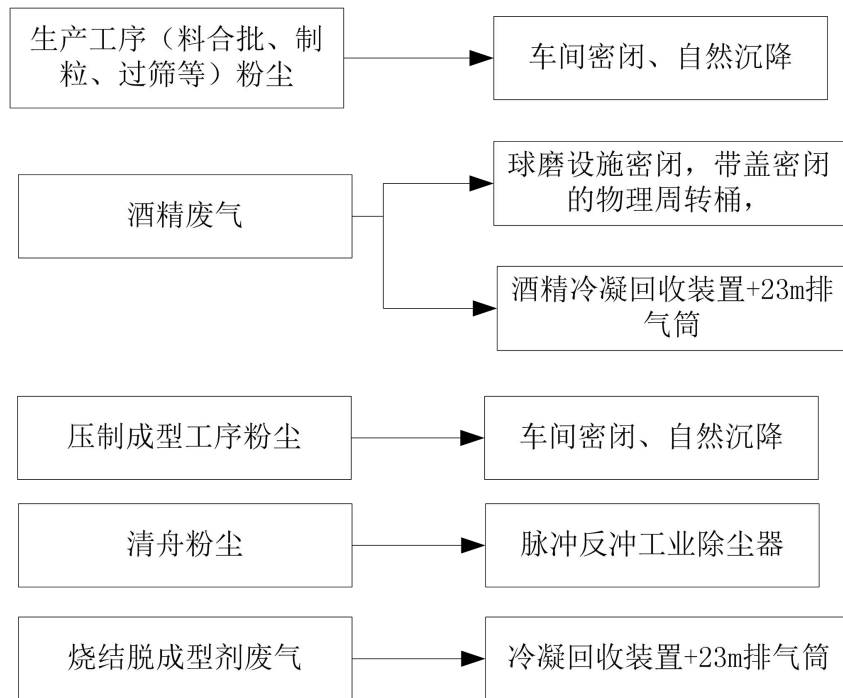 生产工序（料合批、制
粒、过筛等）粉尘
车间密闭、自然沉降
酒精废气
球磨设施密闭，带盖密闭
的物理周转桶，
酒精冷凝回收装置+23m排
气筒
压制成型工序粉尘
车间密闭、自然沉降
清舟粉尘
脉冲反冲工业除尘器
烧结脱成型剂废气
冷凝回收装置+23m排气筒